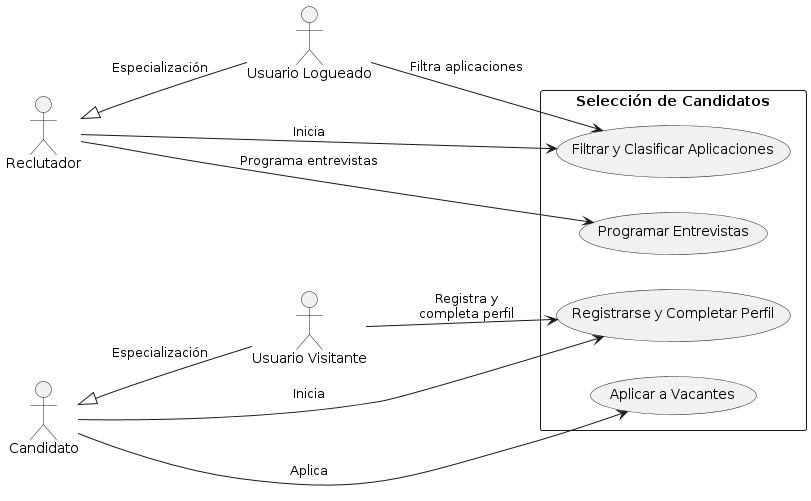 Usuario Logueado
Especialización
Filtra aplicaciones
Selección de Candidatos
Reclutador
Inicia
Filtrar y Clasificar Aplicaciones
Programa entrevistas
Programar Entrevistas
Usuario Visitante
Registra y
completa perfil
Registrarse y Completar Perfil
Especialización
Candidato
Inicia
Aplicar a Vacantes
Aplica